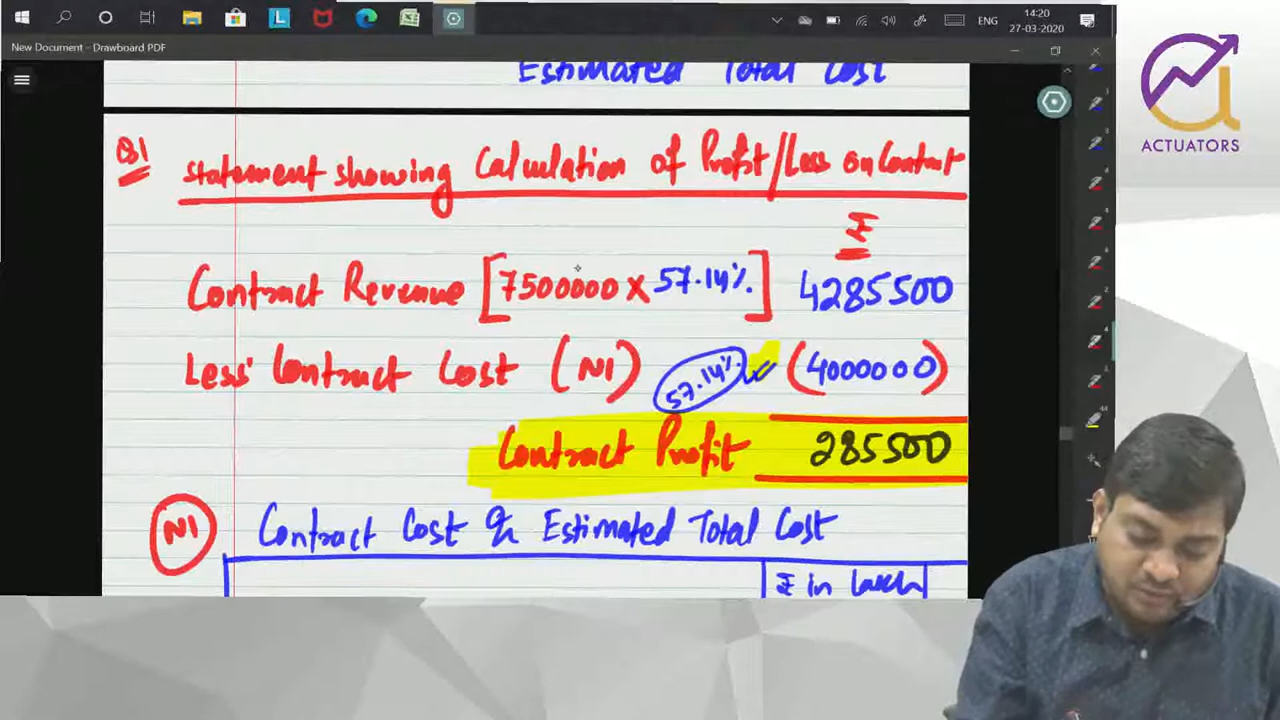 14:20
ENG
27-03-2020
New Document - Drawboard PDF
Estimated Total Cost
ACTUATORS
Q1 Statement showing Calculation of Profit/Loss on Contract
₹
Contract Revenue [7500000 x 57.14%] 4285500
Less: Contract Cost (N1) 57.14% (4000000)
Contract Profit 285500
N1 Contract Cost & Estimated Total Cost
₹ in lakh